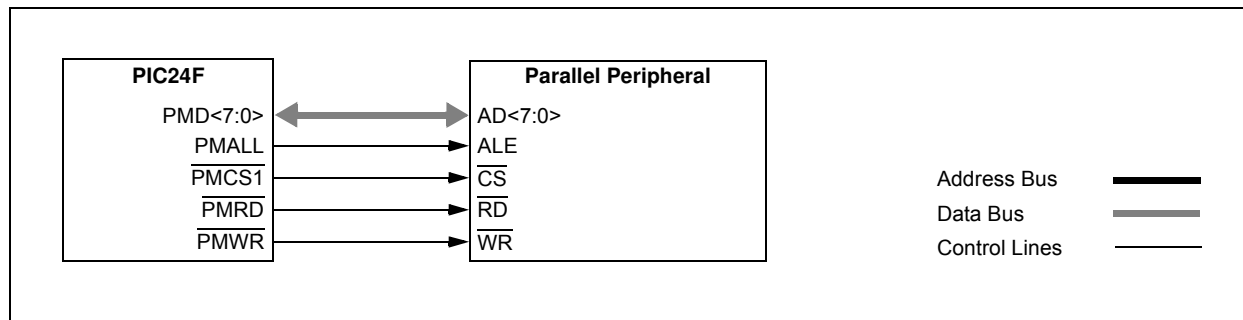 PIC24F
PMD<7:0>
PMALL
PMCS1
PMRD
PMWR
Parallel Peripheral
AD<7:0>
ALE
CS
RD
WR
Address Bus
Data Bus
Control Lines